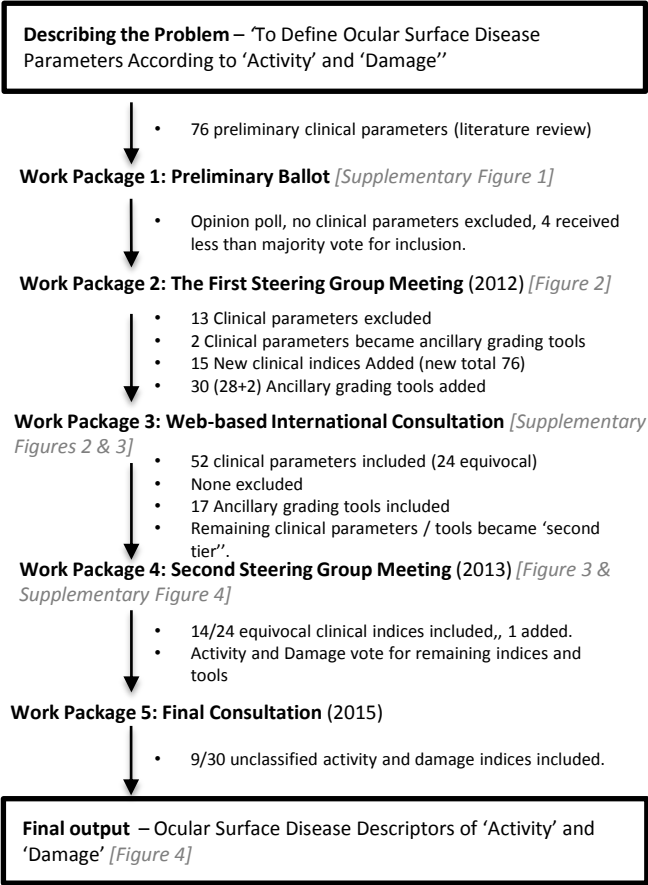 Describing the Problem – ‘To Define Ocular Surface Disease
Parameters According to ‘Activity’ and ‘Damage’’
• 76 preliminary clinical parameters (literature review)
Work Package 1: Preliminary Ballot [Supplementary Figure 1]
• Opinion poll, no clinical parameters excluded, 4 received
less than majority vote for inclusion.
Work Package 2: The First Steering Group Meeting (2012) [Figure 2]
• 13 Clinical parameters excluded
• 2 Clinical parameters became ancillary grading tools
• 15 New clinical indices Added (new total 76)
• 30 (28+2) Ancillary grading tools added
Work Package 3: Web-based International Consultation [Supplementary
Figures 2 & 3]
• 52 clinical parameters included (24 equivocal)
• None excluded
• 17 Ancillary grading tools included
• Remaining clinical parameters / tools became ‘second
tier’’.
Work Package 4: Second Steering Group Meeting (2013) [Figure 3 &
Supplementary Figure 4]
• 14/24 equivocal clinical indices included,, 1 added.
• Activity and Damage vote for remaining indices and
tools
Work Package 5: Final Consultation (2015)
• 9/30 unclassified activity and damage indices included.
Final output – Ocular Surface Disease Descriptors of ‘Activity’ and
‘Damage’ [Figure 4]